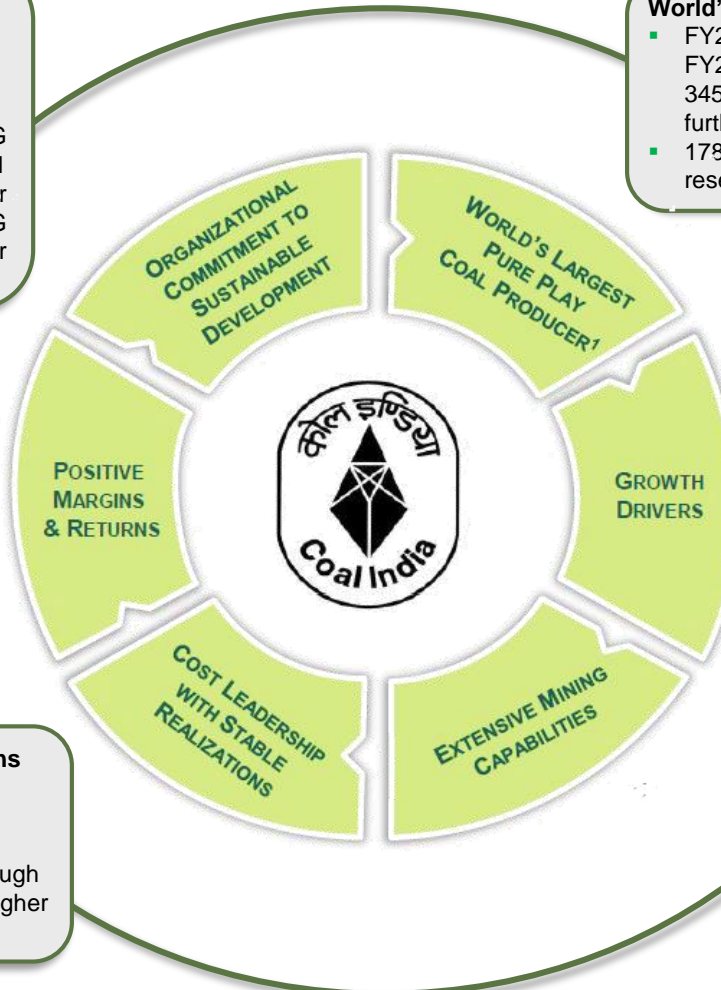 World's
FY2
FY2
345
furth
178
rese
G
r
G
r
ORGANIZATIONAL
COMMITMENT TO
SUSTAINABLE
DEVELOPMENT
WORLD'S LARGEST
PURE PLAY
COAL PRODUCER¹
POSITIVE
MARGINS
& RETURNS
कोल इण्डिया
Coal India
GROWTH
DRIVERS
COST LEADERSHIP
WITH STABLE
REALIZATIONS
EXTENSIVE MINING
CAPABILITIES
ns
ugh
gher